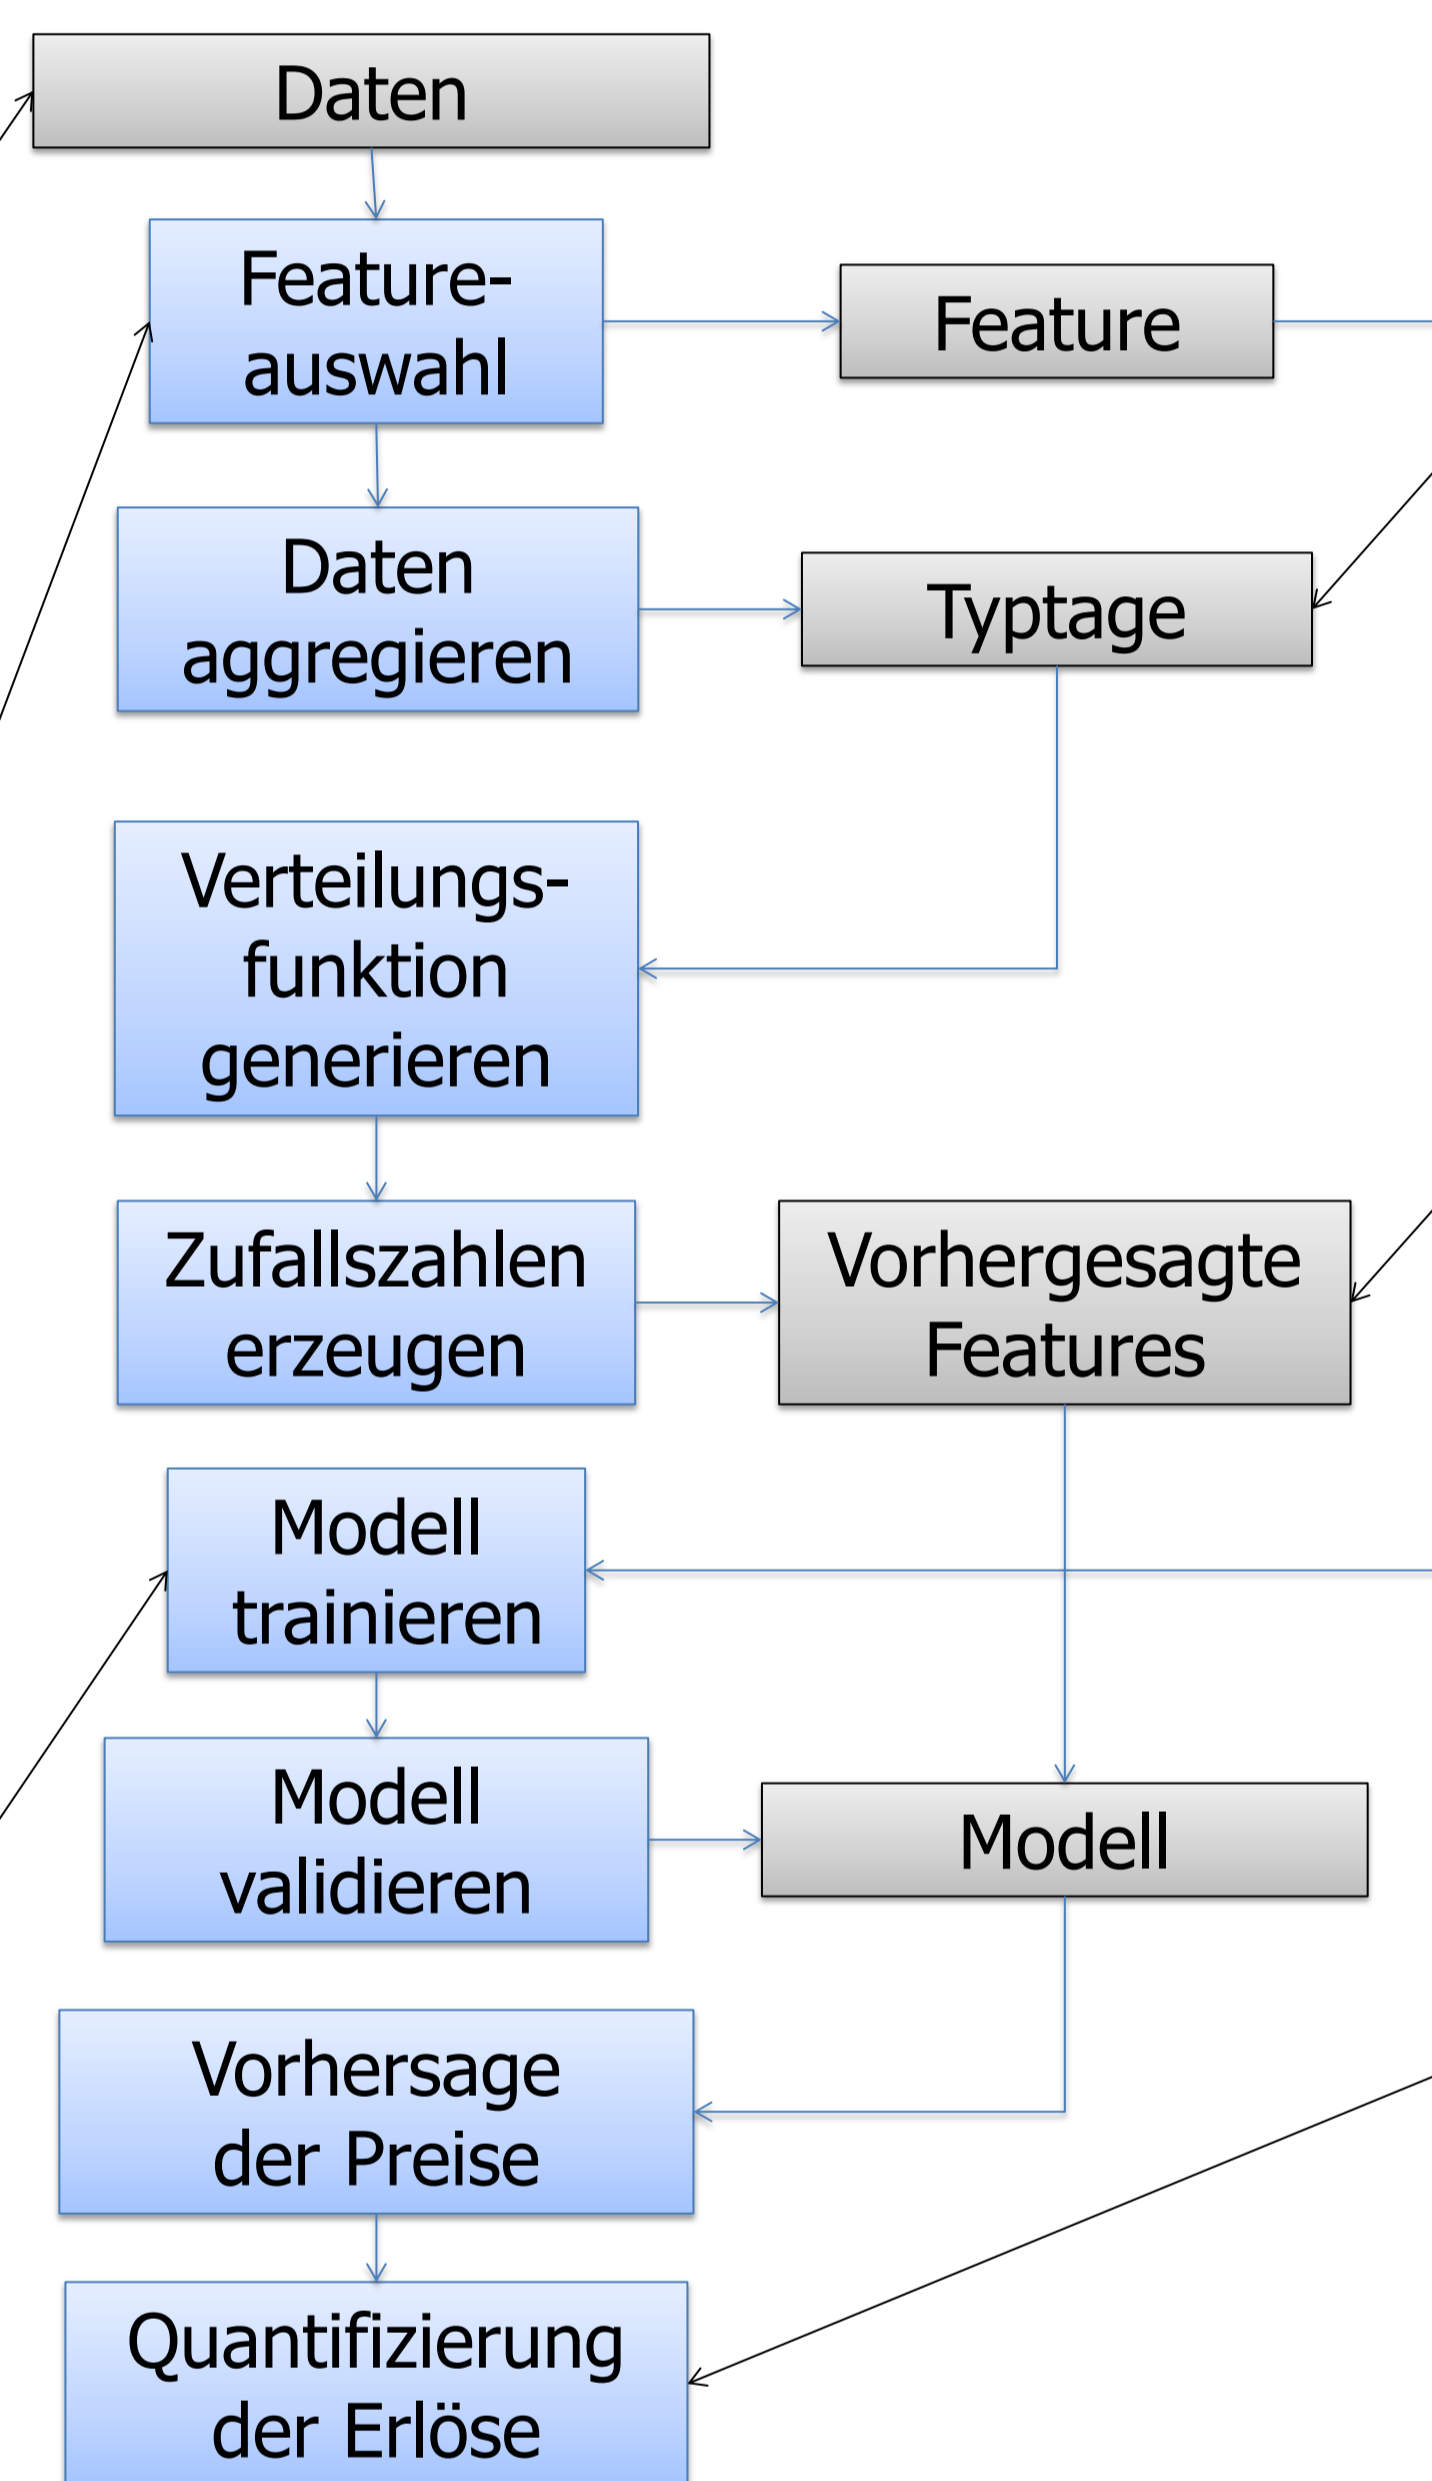 Daten
Feature-
auswahl
Feature
Daten
aggregieren
Typtage
Verteilungs-
funktion
generieren
Zufallszahlen
erzeugen
Vorhergesagte
Features
Modell
trainieren
Modell
validieren
Modell
Vorhersage
der Preise
Quantifizierung
der Erlöse